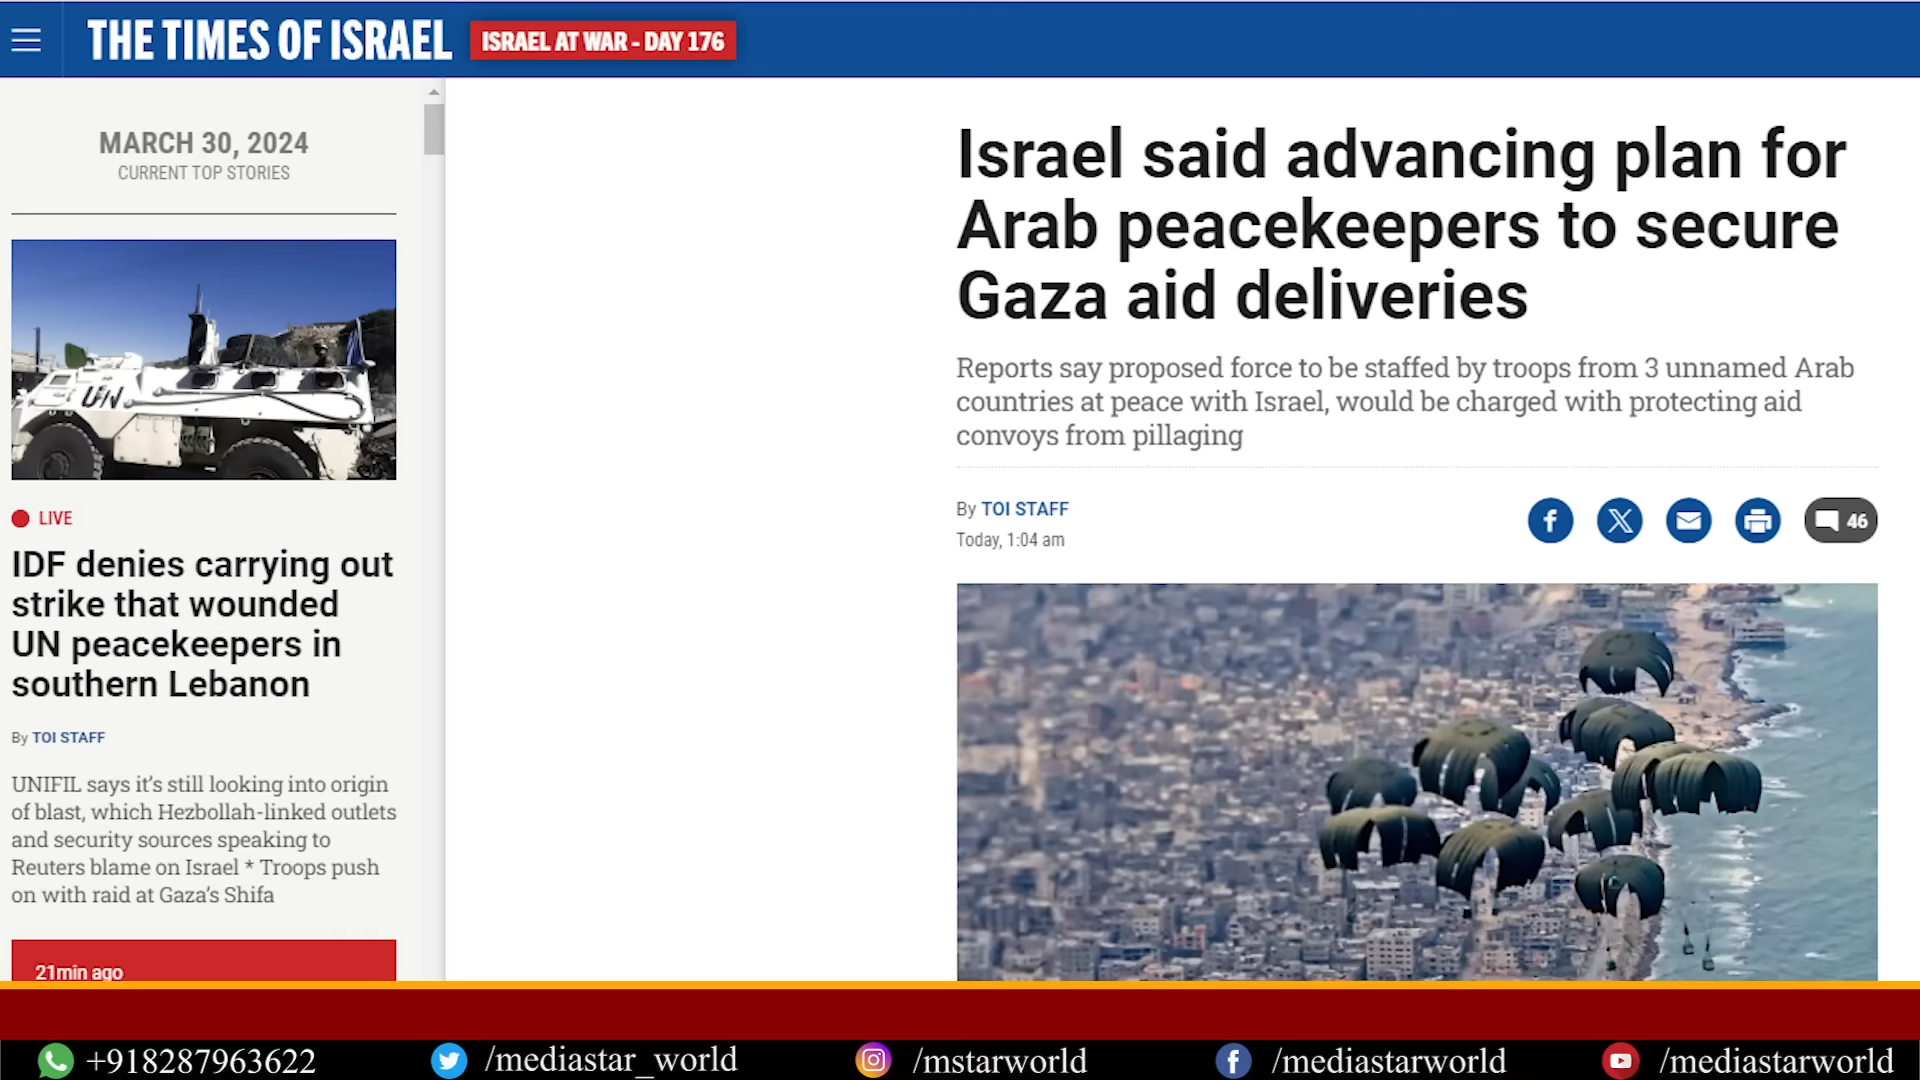 THE TIMES OF ISRAEL
ISRAEL AT WAR - DAY 176
MARCH 30, 2024
CURRENT TOP STORIES
UN
LIVE
IDF denies carrying out
strike that wounded
UN peacekeepers in
southern Lebanon
By TOI STAFF
UNIFIL says it's still looking into origin
of blast, which Hezbollah-linked outlets
and security sources speaking to
Reuters blame on Israel * Troops push
on with raid at Gaza's Shifa
21min ago
Israel said advancing plan for
Arab peacekeepers to secure
Gaza aid deliveries
Reports say proposed force to be staffed by troops from 3 unnamed Arab
countries at peace with Israel, would be charged with protecting aid
convoys from pillaging
By TOI STAFF
Today, 1:04 am
46
+918287963622
/mediastar_world
/mstarworld
/mediastarworld
/mediastarworld